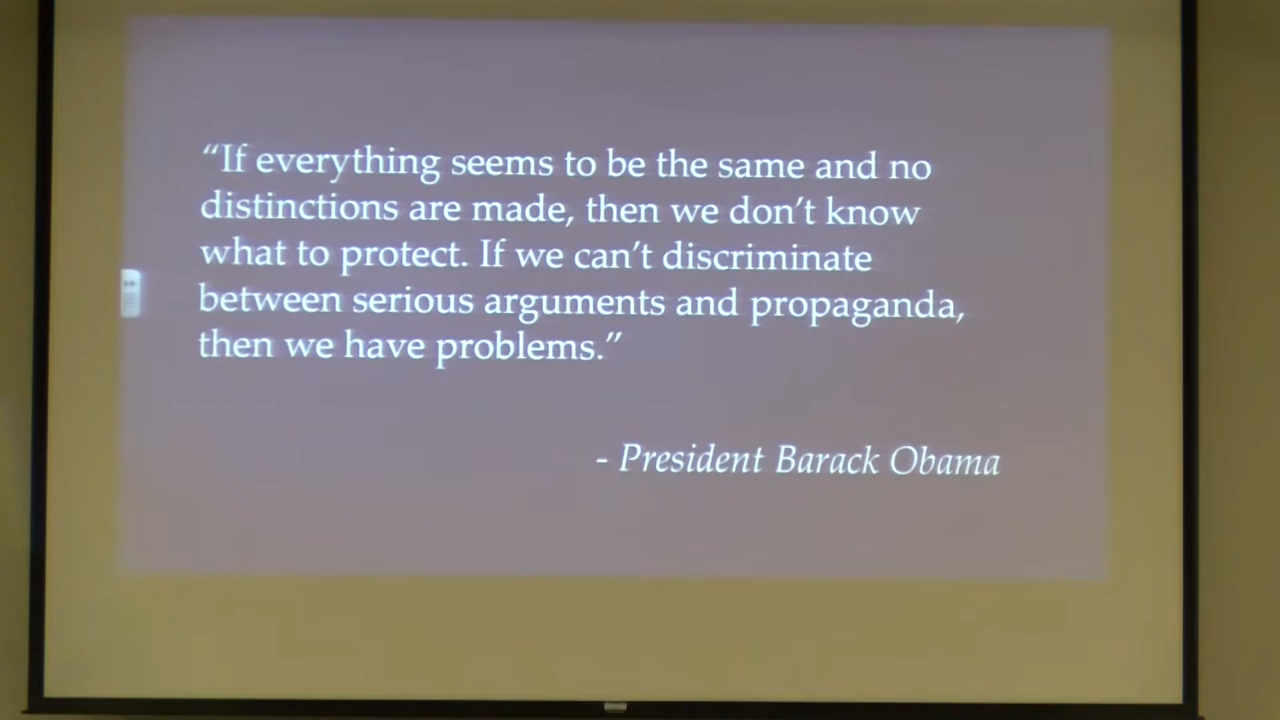 “If everything seems to be the same and no
distinctions are made, then we don’t know
what to protect. If we can’t discriminate
between serious arguments and propaganda,
then we have problems.”
- President Barack Obama